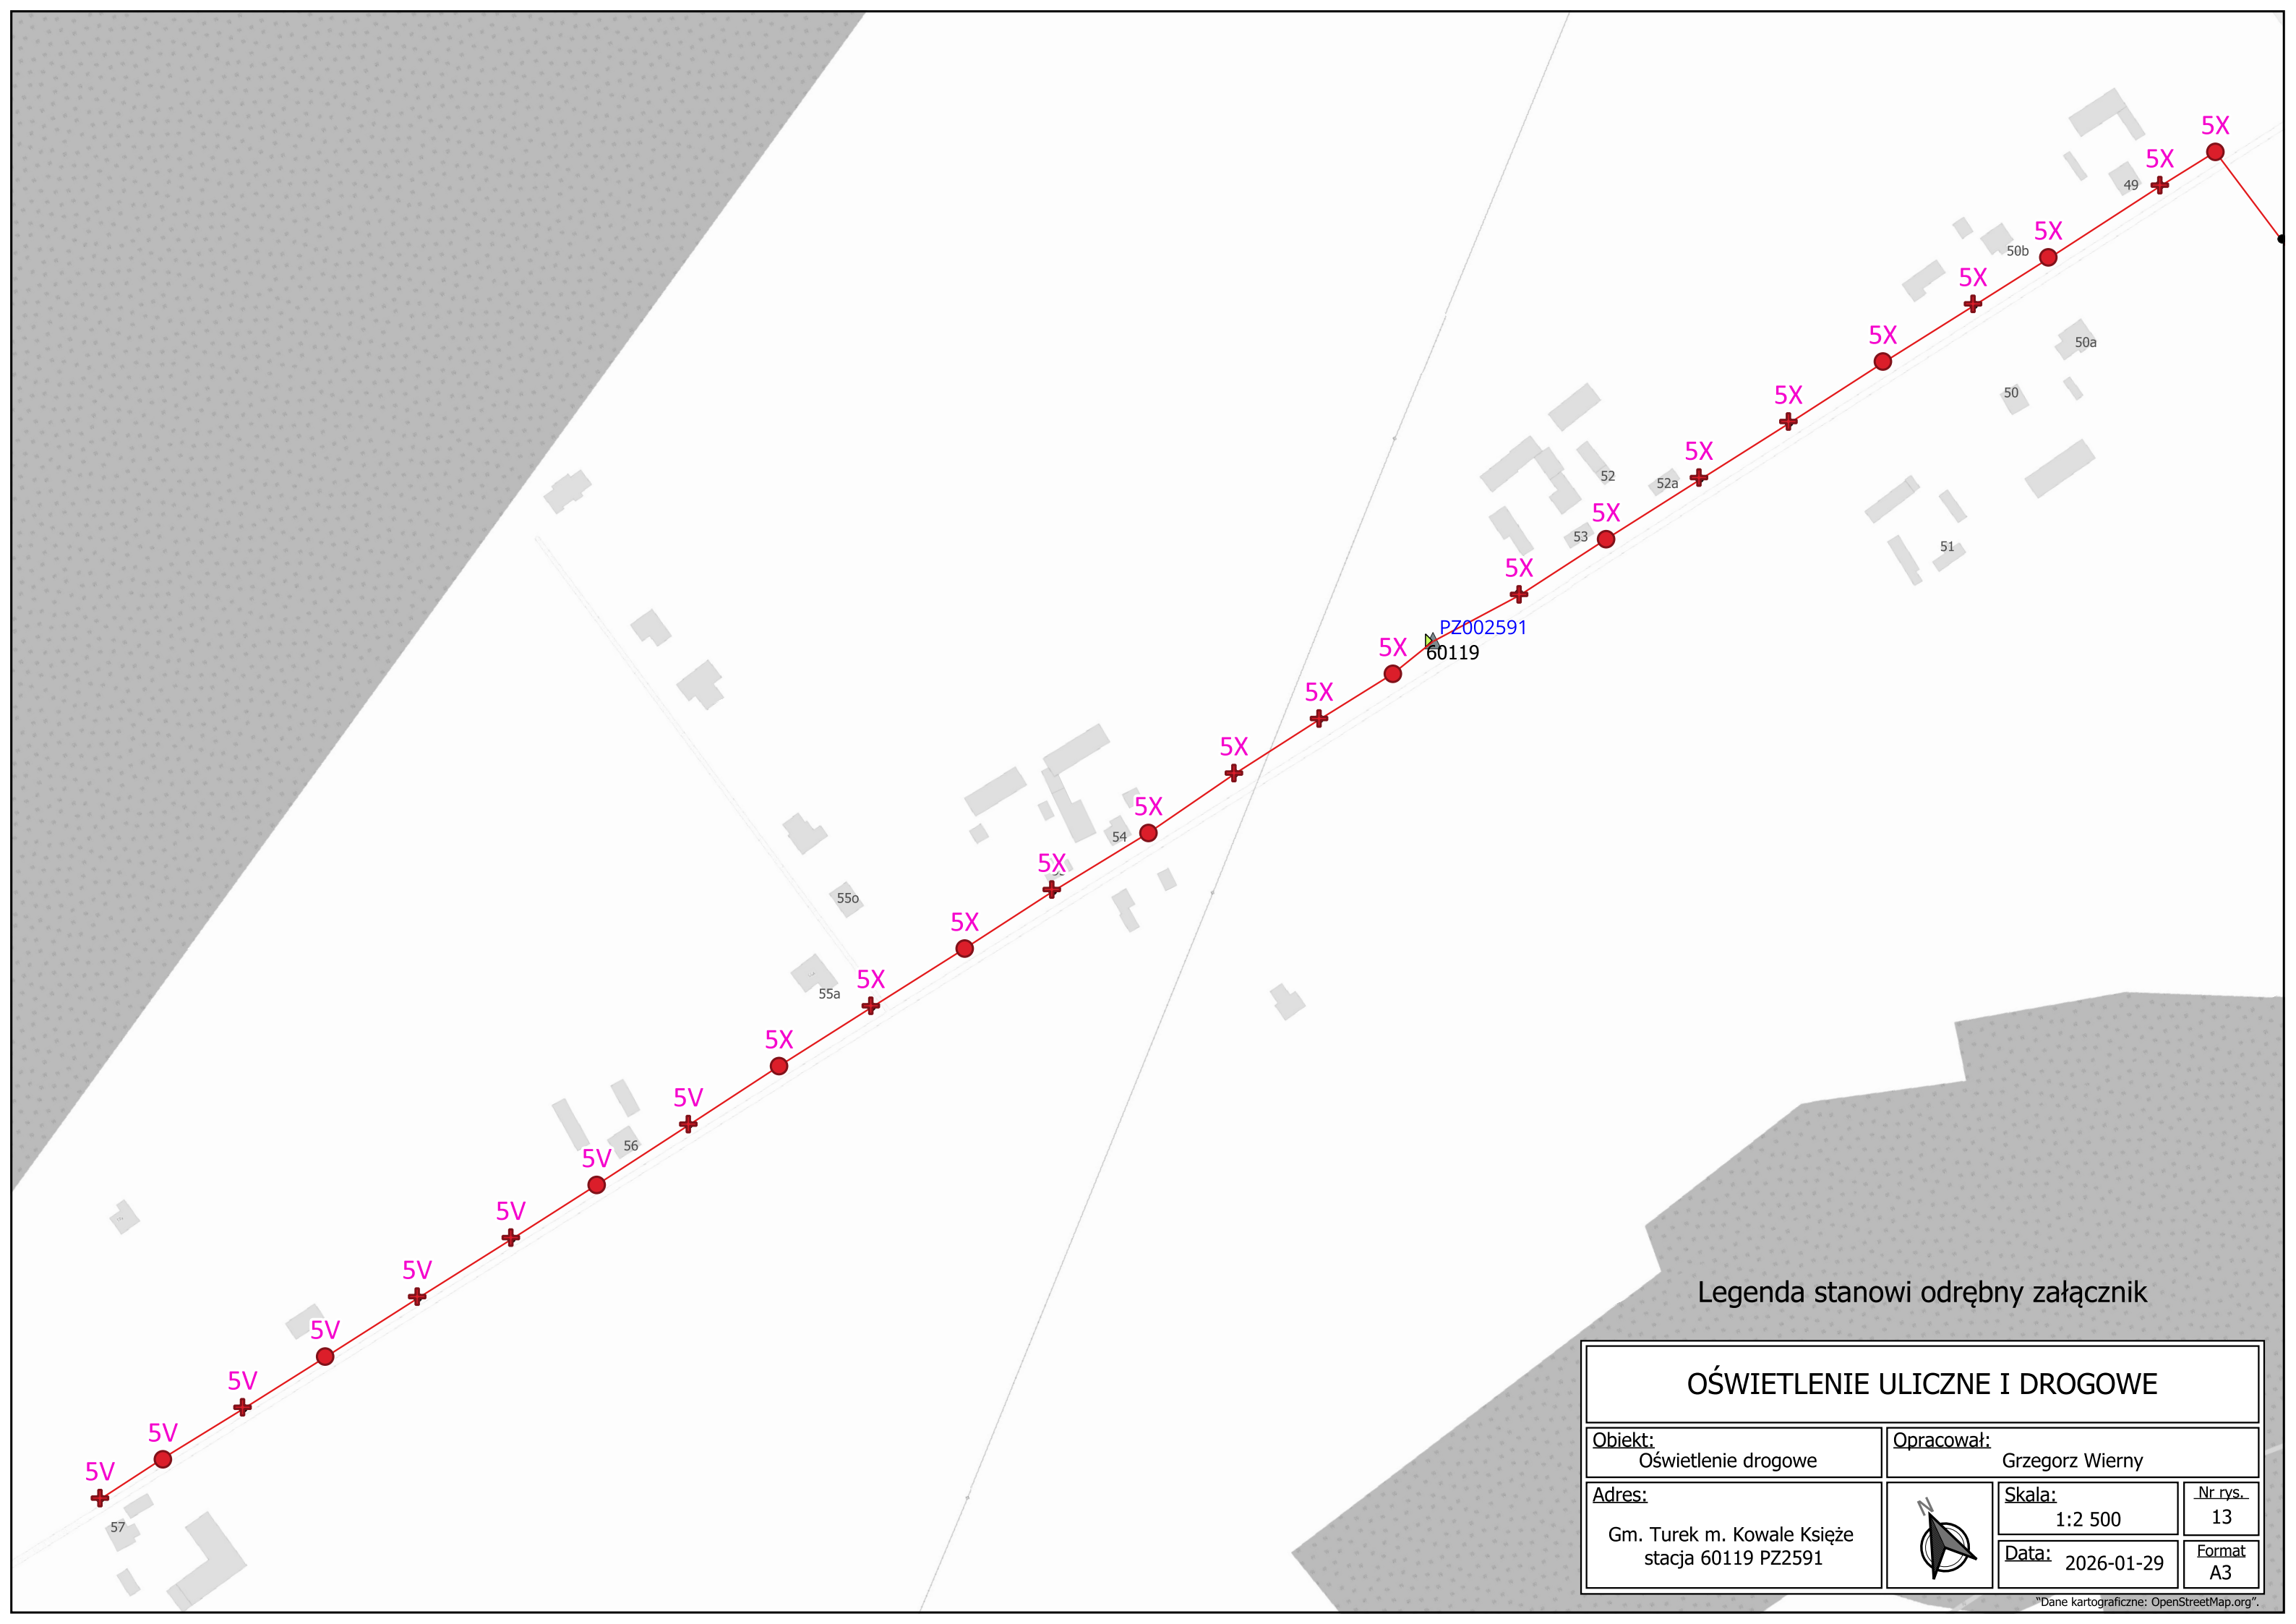 5X
5X
49
5X
50b
5X
5X
50a
5X
50
5X
52
52a
5X
53
51
5X
PZ002591
60119
5X
5X
5X
5X
54
5X
55o
5X
5X
55a
5X
5V
56
5V
5V
5V
5V
5V
5V
5V
57
Legenda stanowi odrębny załącznik
OŚWIETLENIE ULICZNE I DROGOWE
Obiekt:
Oświetlenie drogowe
Opracował:
Grzegorz Wierny
Adres:
Gm. Turek m. Kowale Księże
stacja 60119 PZ2591
N
Skala:
1:2 500
Nr rys.
13
Data: 2026-01-29
Format
A3
"Dane kartograficzne: OpenStreetMap.org".